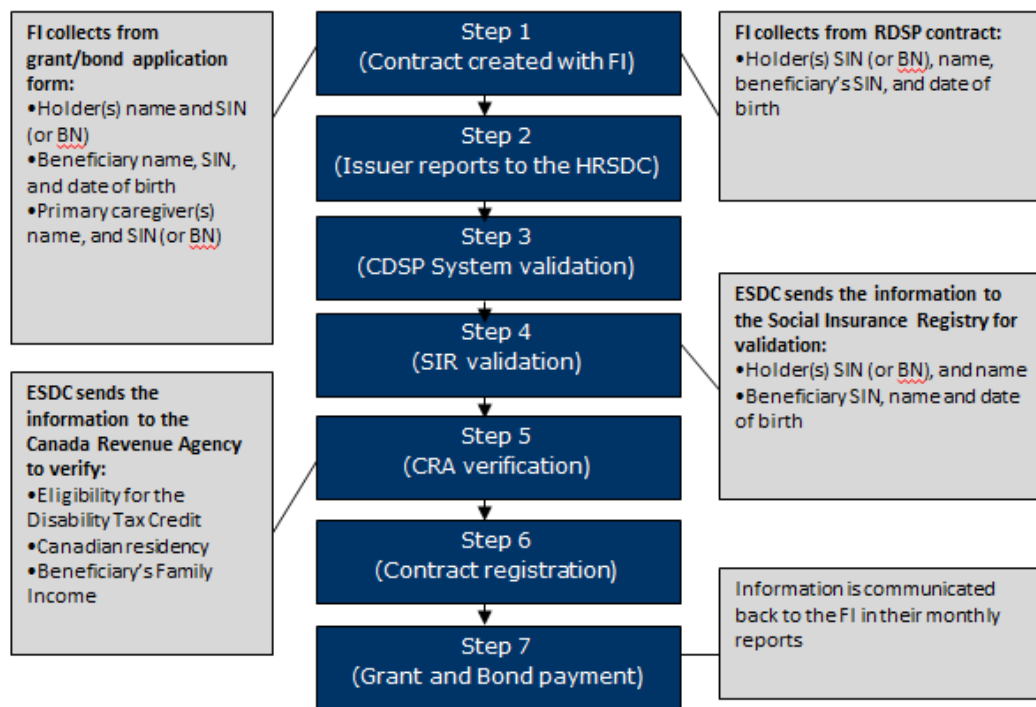 FI collects from
grant/bond application
form:
•Holder(s) name and SIN
(or BN)
•Beneficiary name, SIN,
and date of birth
•Primary caregiver(s)
name, and SIN (or BN)
Step 1
(Contract created with FI)
FI collects from RDSP contract:
•Holder(s) SIN (or BN), name,
beneficiary's SIN, and date of
birth
Step 2
(Issuer reports to the HRSDC)
Step 3
(CDSP System validation)
Step 4
(SIR validation)
ESDC sends the information to
the Social Insurance Registry for
validation:
•Holder(s) SIN (or BN), and name
•Beneficiary SIN, name and date
of birth
ESDC sends the
information to the
Canada Revenue Agency
to verify:
•Eligibility for the
Disability Tax Credit
•Canadian residency
•Beneficiary's Family
Income
Step 5
(CRA verification)
Step 6
(Contract registration)
Step 7
(Grant and Bond payment)
Information is communicated
back to the FI in their monthly
reports